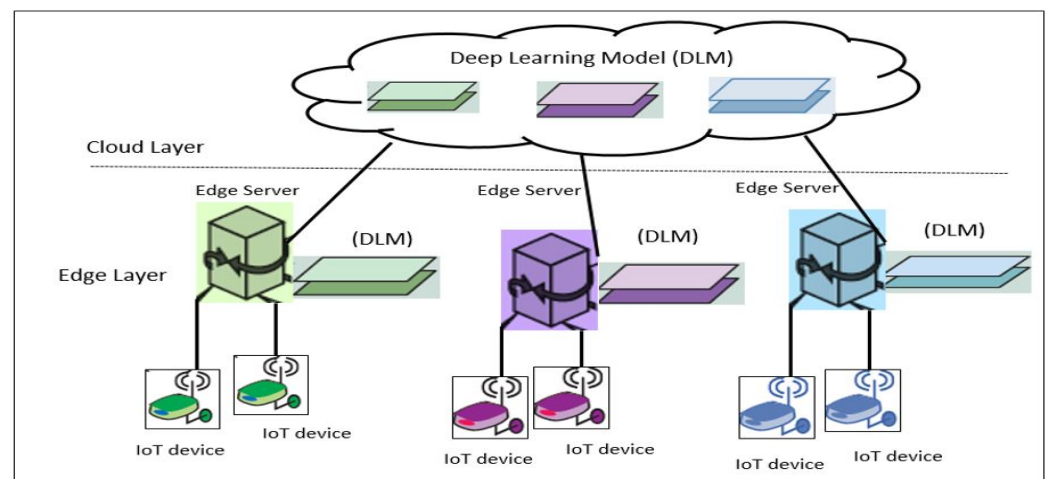 Deep Learning Model (DLM)
Cloud Layer
Edge Server
Edge Server
Edge Server
(DLM)
(DLM)
(DLM)
Edge Layer
IoT device
IoT device
IoT device
IoT device
IoT device
IoT device